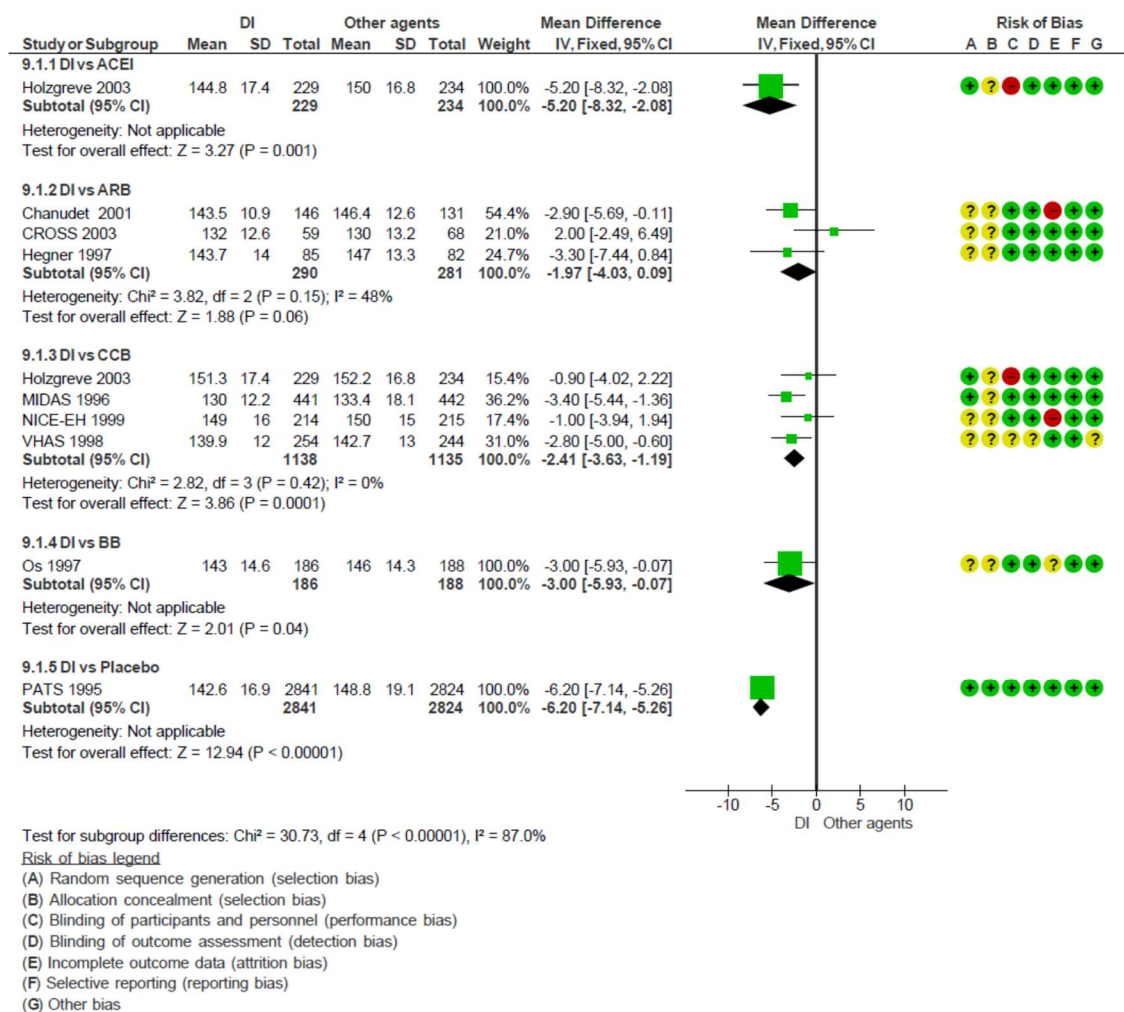 DI Other agents Mean Difference Mean Difference Risk of Bias
Study or Subgroup Mean SD Total Mean SD Total Weight IV, Fixed, 95% CI IV, Fixed, 95% CI A B C D E F G
9.1.1 DI vs ACEI
Holzgreve 2003 144.8 17.4 229 150 16.8 234 100.0% -5.20 [-8.32, -2.08] + ? − + + + +
Subtotal (95% CI) 229 234 100.0% -5.20 [-8.32, -2.08]
Heterogeneity: Not applicable
Test for overall effect: Z = 3.27 (P = 0.001)
9.1.2 DI vs ARB
Chanudet 2001 143.5 10.9 146 146.4 12.6 131 54.4% -2.90 [-5.69, -0.11] ? ? + + − + +
CROSS 2003 132 12.6 59 130 13.2 68 21.0% 2.00 [-2.49, 6.49] ? ? + + + + +
Hegner 1997 143.7 14 85 147 13.3 82 24.7% -3.30 [-7.44, 0.84] ? ? + + + + +
Subtotal (95% CI) 290 281 100.0% -1.97 [-4.03, 0.09]
Heterogeneity: Chi² = 3.82, df = 2 (P = 0.15); I² = 48%
Test for overall effect: Z = 1.88 (P = 0.06)
9.1.3 DI vs CCB
Holzgreve 2003 151.3 17.4 229 152.2 16.8 234 15.4% -0.90 [-4.02, 2.22] + ? − + + + +
MIDAS 1996 130 12.2 441 133.4 18.1 442 36.2% -3.40 [-5.44, -1.36] + ? + + + + +
NICE-EH 1999 149 16 214 150 15 215 17.4% -1.00 [-3.94, 1.94] ? ? + + − + +
VHAS 1998 139.9 12 254 142.7 13 244 31.0% -2.80 [-5.00, -0.60] ? ? ? ? + + ?
Subtotal (95% CI) 1138 1135 100.0% -2.41 [-3.63, -1.19]
Heterogeneity: Chi² = 2.82, df = 3 (P = 0.42); I² = 0%
Test for overall effect: Z = 3.86 (P = 0.0001)
9.1.4 DI vs BB
Os 1997 143 14.6 186 146 14.3 188 100.0% -3.00 [-5.93, -0.07] ? ? + + ? + +
Subtotal (95% CI) 186 188 100.0% -3.00 [-5.93, -0.07]
Heterogeneity: Not applicable
Test for overall effect: Z = 2.01 (P = 0.04)
9.1.5 DI vs Placebo
PATS 1995 142.6 16.9 2841 148.8 19.1 2824 100.0% -6.20 [-7.14, -5.26] + + + + + + +
Subtotal (95% CI) 2841 2824 100.0% -6.20 [-7.14, -5.26]
Heterogeneity: Not applicable
Test for overall effect: Z = 12.94 (P < 0.00001)
-10 -5 0 5 10
DI Other agents
Test for subgroup differences: Chi² = 30.73, df = 4 (P < 0.00001), I² = 87.0%
Risk of bias legend
(A) Random sequence generation (selection bias)
(B) Allocation concealment (selection bias)
(C) Blinding of participants and personnel (performance bias)
(D) Blinding of outcome assessment (detection bias)
(E) Incomplete outcome data (attrition bias)
(F) Selective reporting (reporting bias)
(G) Other bias